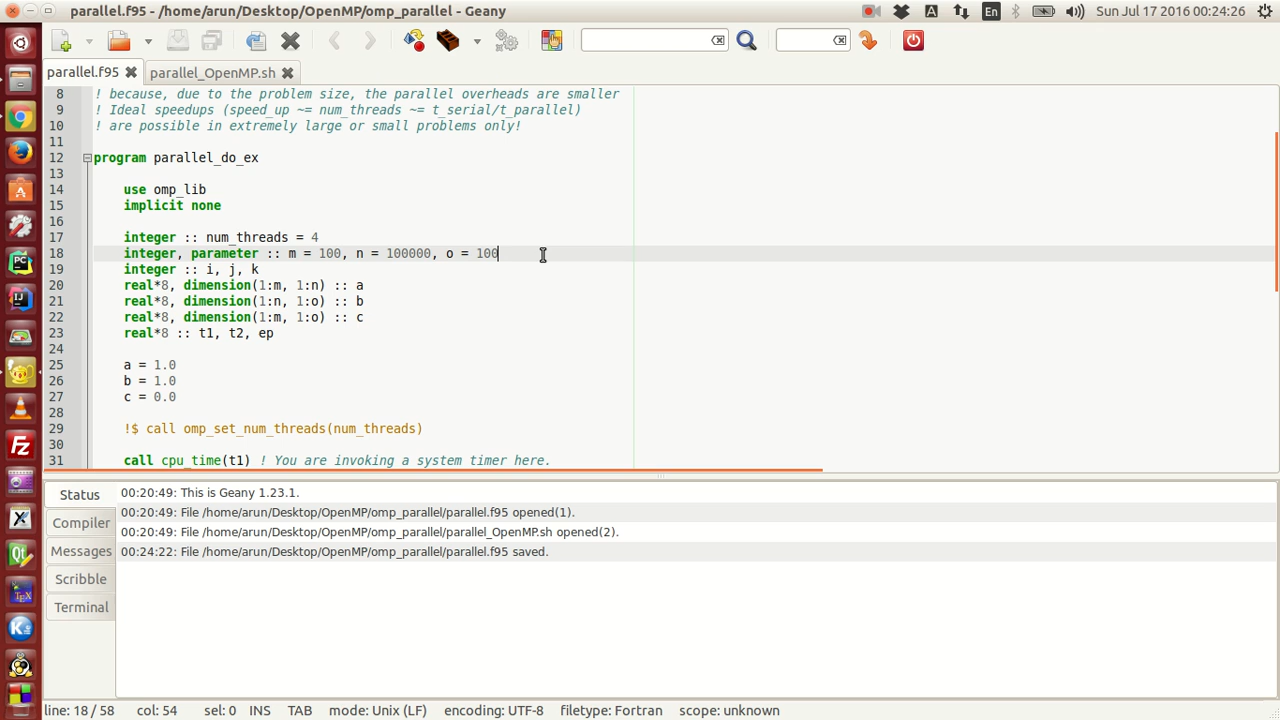 parallel.f95 - /home/arun/Desktop/OpenMP/omp_parallel - Geany
En
Sun Jul 17 2016 00:24:26
parallel.f95
parallel_OpenMP.sh
8 ! because, due to the problem size, the parallel overheads are smaller
9 ! Ideal speedups (speed_up ~= num_threads ~= t_serial/t_parallel)
10 ! are possible in extremely large or small problems only!
11
12 program parallel_do_ex
13
14 use omp_lib
15 implicit none
16
17 integer :: num_threads = 4
18 integer, parameter :: m = 100, n = 100000, o = 100
19 integer :: i, j, k
20 real*8, dimension(1:m, 1:n) :: a
21 real*8, dimension(1:n, 1:o) :: b
22 real*8, dimension(1:m, 1:o) :: c
23 real*8 :: t1, t2, ep
24
25 a = 1.0
26 b = 1.0
27 c = 0.0
28
29 !$ call omp_set_num_threads(num_threads)
30
31 call cpu_time(t1) ! You are invoking a system timer here.
Status
Compiler
Messages
Scribble
Terminal
00:20:49: This is Geany 1.23.1.
00:20:49: File /home/arun/Desktop/OpenMP/omp_parallel/parallel.f95 opened(1).
00:20:49: File /home/arun/Desktop/OpenMP/omp_parallel/parallel_OpenMP.sh opened(2).
00:24:22: File /home/arun/Desktop/OpenMP/omp_parallel/parallel.f95 saved.
line: 18 / 58 col: 54 sel: 0 INS TAB mode: Unix (LF) encoding: UTF-8 filetype: Fortran scope: unknown